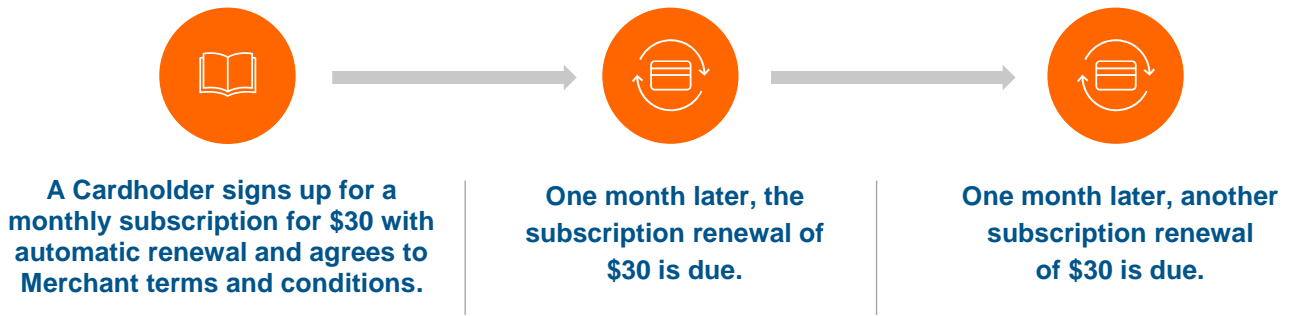 A Cardholder signs up for a
monthly subscription for $30 with
automatic renewal and agrees to
Merchant terms and conditions.
One month later, the
subscription renewal of
$30 is due.
One month later, another
subscription renewal
of $30 is due.